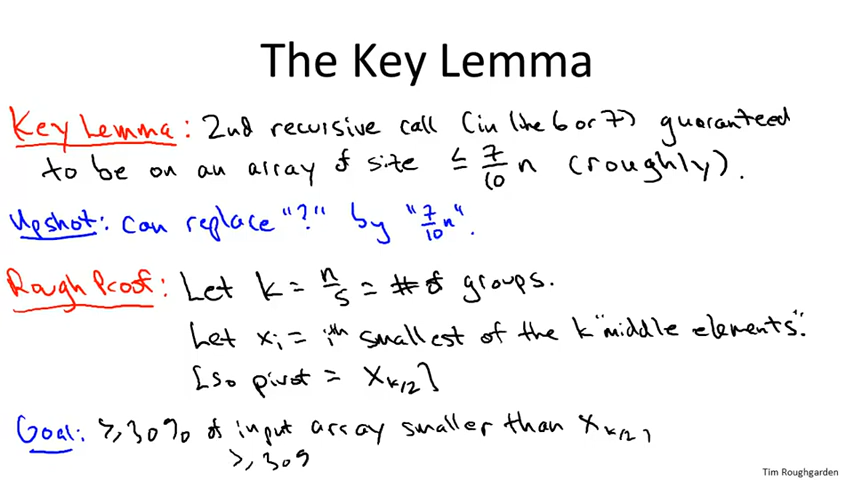 The Key Lemma
Key Lemma: 2nd recursive call (in line 6 or 7) guaranteed
to be on an array of size ≤ 7/10 n (roughly).
Upshot: can replace "?" by "7/10 n".
Rough Proof: Let k = n/5 = # of groups.
Let xᵢ = iᵗʰ smallest of the k "middle elements".
[So pivot = x_{k/2}]
Goal: ≥ 30% of input array smaller than x_{k/2},
≥ 30%
Tim Roughgarden